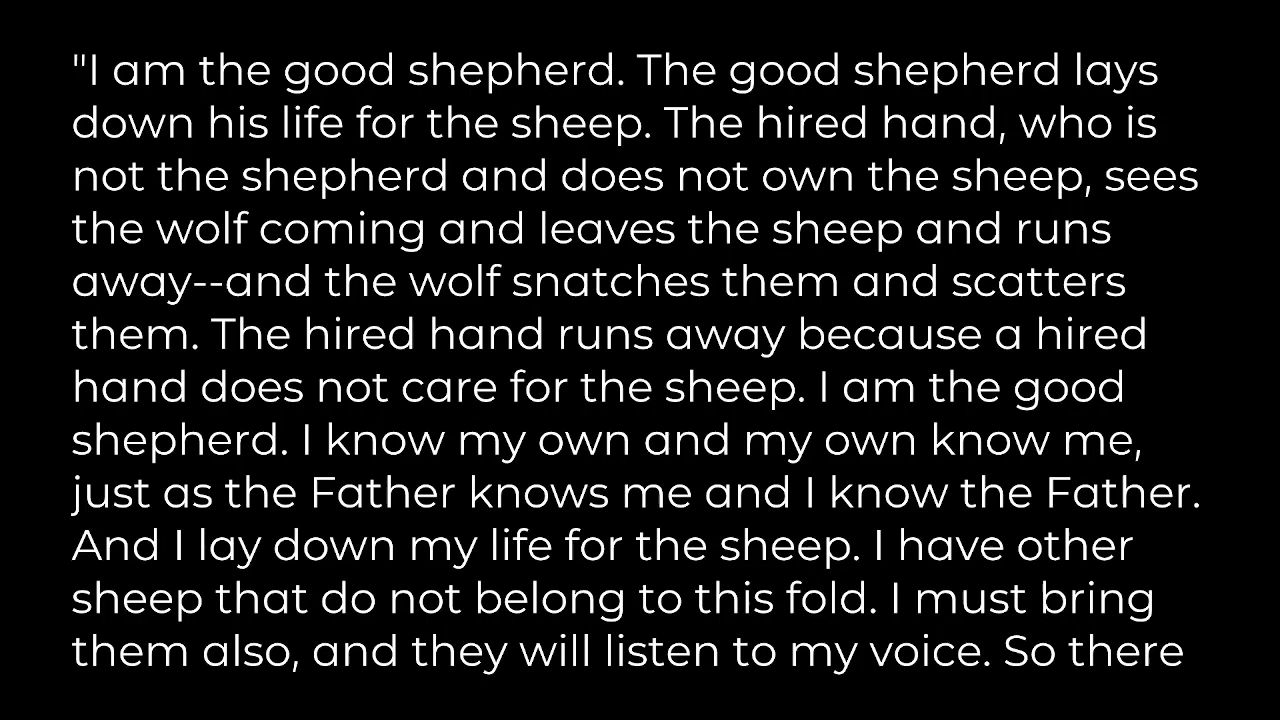 "I am the good shepherd. The good shepherd lays
down his life for the sheep. The hired hand, who is
not the shepherd and does not own the sheep, sees
the wolf coming and leaves the sheep and runs
away--and the wolf snatches them and scatters
them. The hired hand runs away because a hired
hand does not care for the sheep. I am the good
shepherd. I know my own and my own know me,
just as the Father knows me and I know the Father.
And I lay down my life for the sheep. I have other
sheep that do not belong to this fold. I must bring
them also, and they will listen to my voice. So there